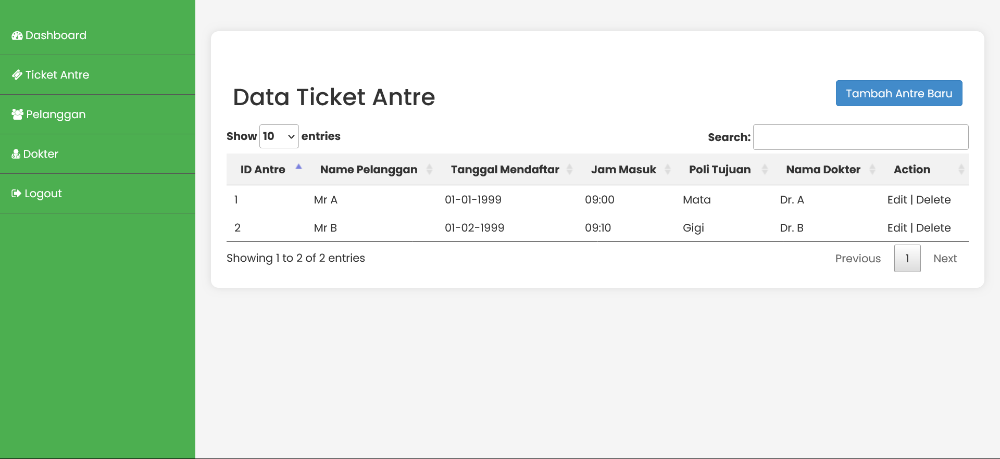 Dashboard
Ticket Antre
Pelanggan
Dokter
Logout
Data Ticket Antre
Tambah Antre Baru
Show 10 entries
Search:
ID Antre Name Pelanggan Tanggal Mendaftar Jam Masuk Poli Tujuan Nama Dokter Action
1 Mr A 01-01-1999 09:00 Mata Dr. A Edit | Delete
2 Mr B 01-02-1999 09:10 Gigi Dr. B Edit | Delete
Showing 1 to 2 of 2 entries
Previous 1 Next